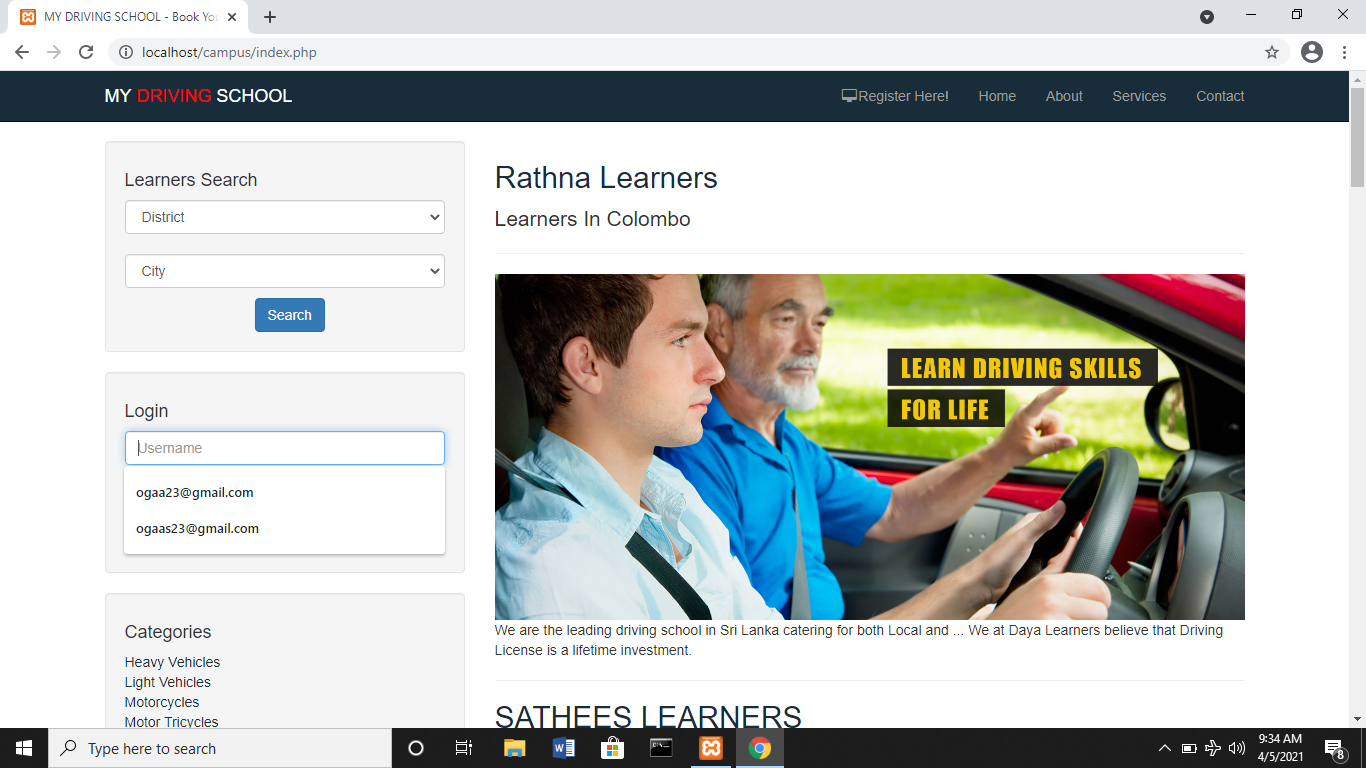 MY DRIVING SCHOOL - Book You
localhost/campus/index.php
MY DRIVING SCHOOL
Register Here!
Home
About
Services
Contact
Learners Search
District
City
Search
Login
Username
ogaa23@gmail.com
ogaas23@gmail.com
Categories
Heavy Vehicles
Light Vehicles
Motorcycles
Motor Tricycles
Rathna Learners
Learners In Colombo
LEARN DRIVING SKILLS
FOR LIFE
We are the leading driving school in Sri Lanka catering for both Local and ... We at Daya Learners believe that Driving
License is a lifetime investment.
SATHEES LEARNERS
Type here to search
9:34 AM
4/5/2021
8